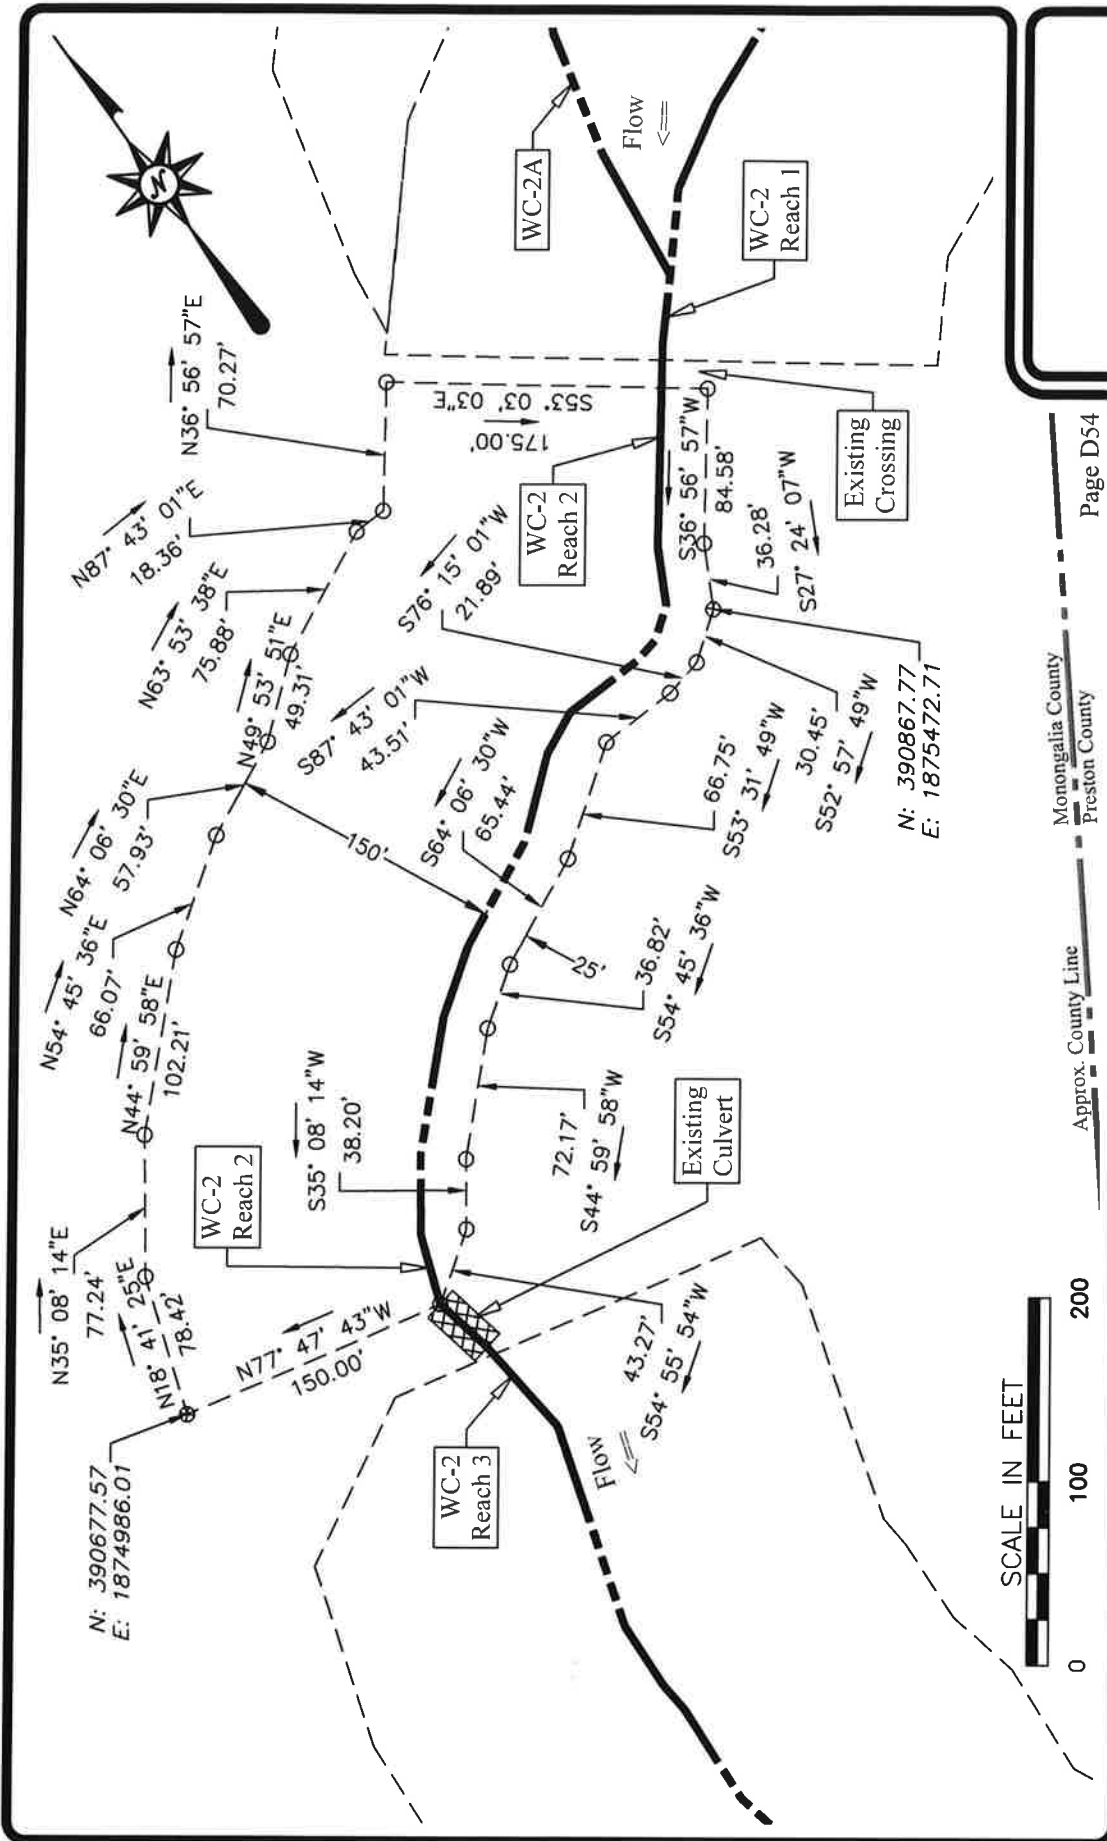 N: 390677.57
E: 1874986.01
N18° 41' 25"E
78.42'
N35° 08' 14"E
77.24'
N44° 59' 58"E
102.21'
N54° 45' 36"E
66.07'
N64° 06' 30"E
57.93'
N49° 53' 51"E
49.31'
N63° 53' 38"E
75.88'
N87° 43' 01"E
18.36'
N36° 56' 57"E
70.27'
N
S53° 03' 03"E
175.00'
WC-2A
Flow
WC-2
Reach 1
WC-2
Reach 2
Existing
Crossing
S36° 56' 57"W
84.58'
36.28'
S27° 24' 07"W
N: 390867.77
E: 1875472.71
30.45'
S52° 57' 49"W
S76° 15' 01"W
21.89'
S87° 43' 01"W
43.51'
66.75'
S53° 31' 49"W
S64° 06' 30"W
65.44'
150'
25'
36.82'
S54° 45' 36"W
72.17'
S44° 59' 58"W
S35° 08' 14"W
38.20'
43.27'
S54° 55' 54"W
N77° 47' 43"W
150.00'
WC-2
Reach 2
Existing
Culvert
WC-2
Reach 3
Flow
SCALE IN FEET
0 100 200
Approx. County Line
Monongalia County
Preston County
Page D54